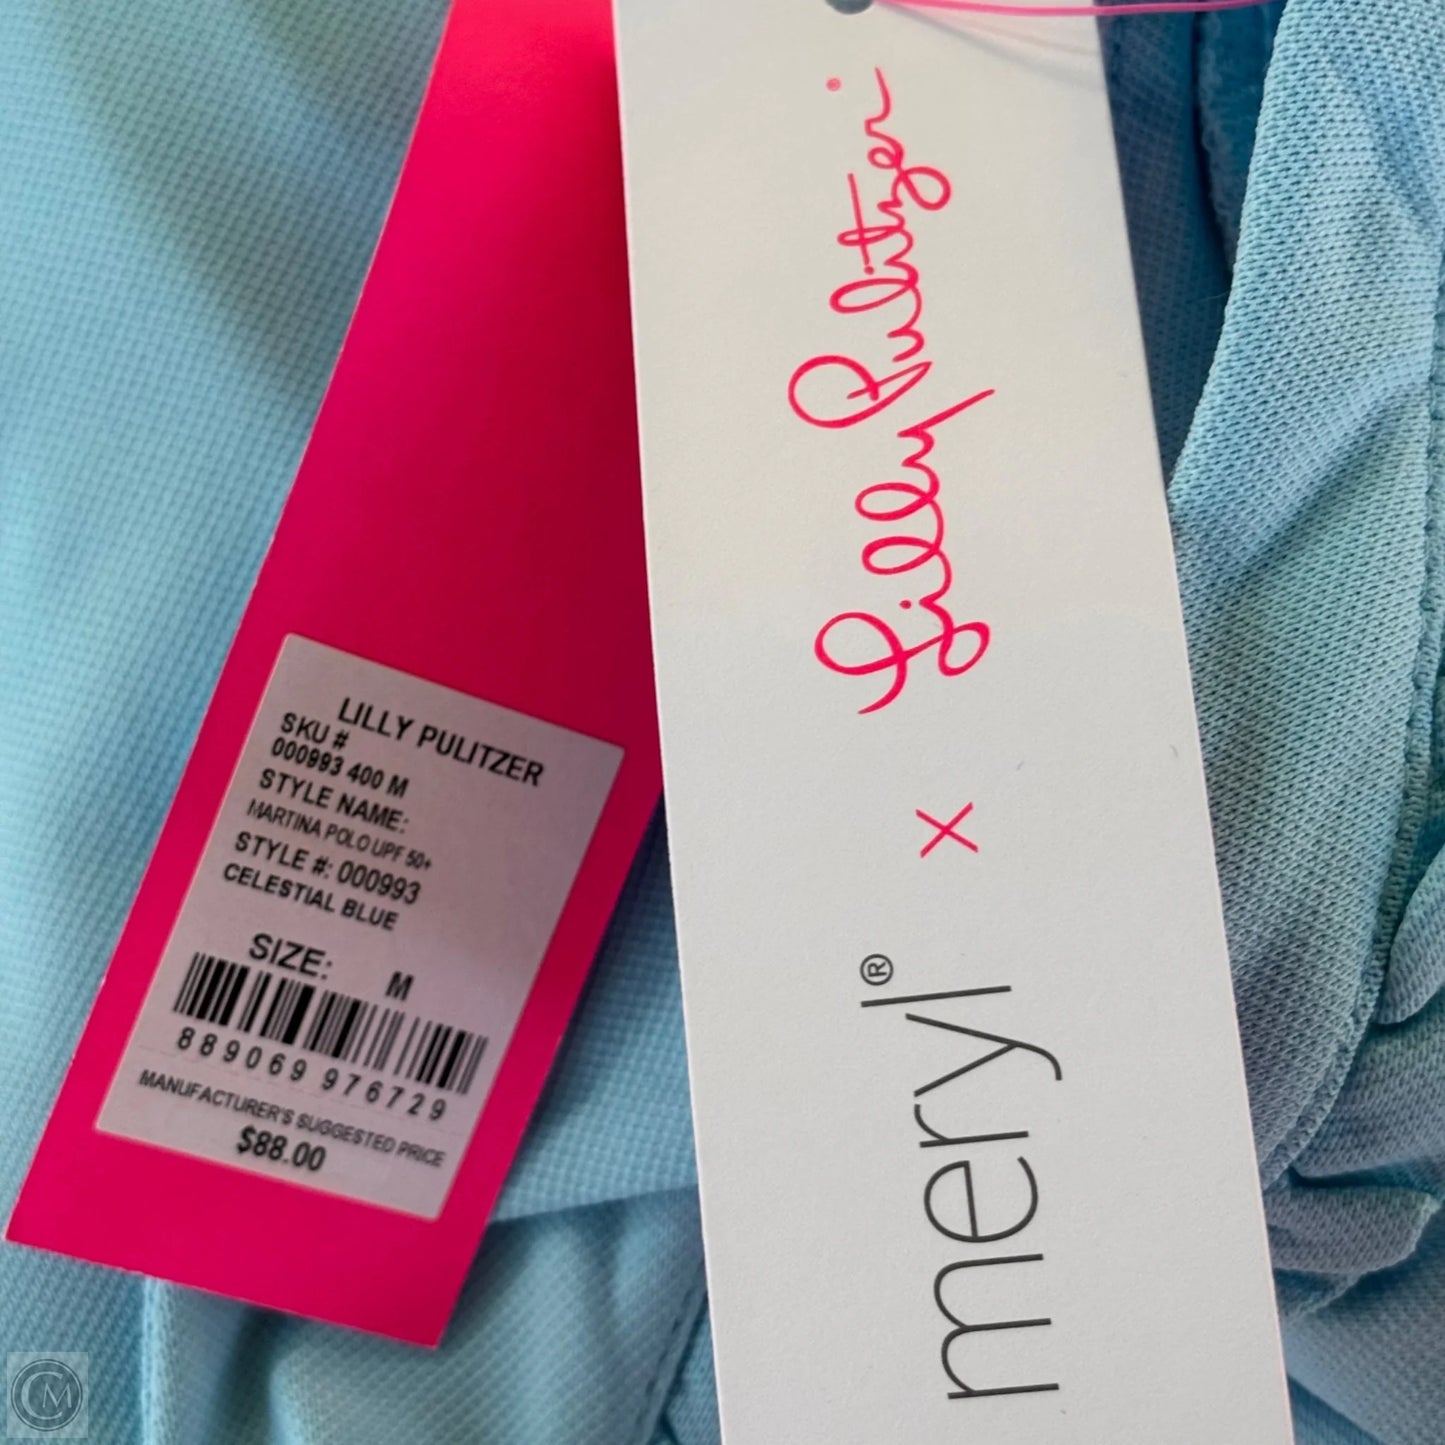 LILLY PULITZER
SKU #
000993 400 M
STYLE NAME:
MARTINA POLO UPF 50+
STYLE #: 000993
CELESTIAL BLUE
SIZE: M
889069 976729
MANUFACTURER'S SUGGESTED PRICE
$88.00
meryl® x Lilly Pulitzer®
CM